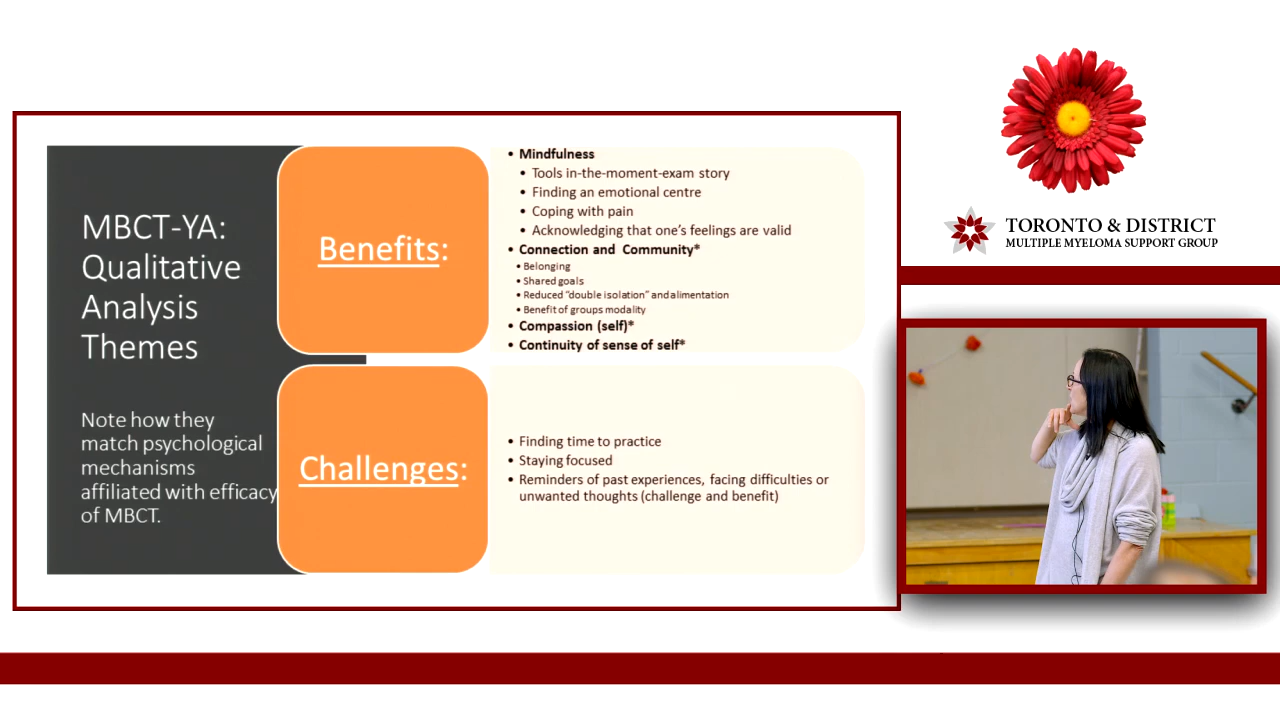 MBCT-YA:
Qualitative
Analysis
Themes
Note how they
match psychological
mechanisms
affiliated with efficacy
of MBCT.
Benefits:
• Mindfulness
• Tools in-the-moment-exam story
• Finding an emotional centre
• Coping with pain
• Acknowledging that one's feelings are valid
• Connection and Community*
• Belonging
• Shared goals
• Reduced "double isolation" and alimentation
• Benefit of groups modality
• Compassion (self)*
• Continuity of sense of self*
Challenges:
• Finding time to practice
• Staying focused
• Reminders of past experiences, facing difficulties or
unwanted thoughts (challenge and benefit)
TORONTO & DISTRICT
MULTIPLE MYELOMA SUPPORT GROUP